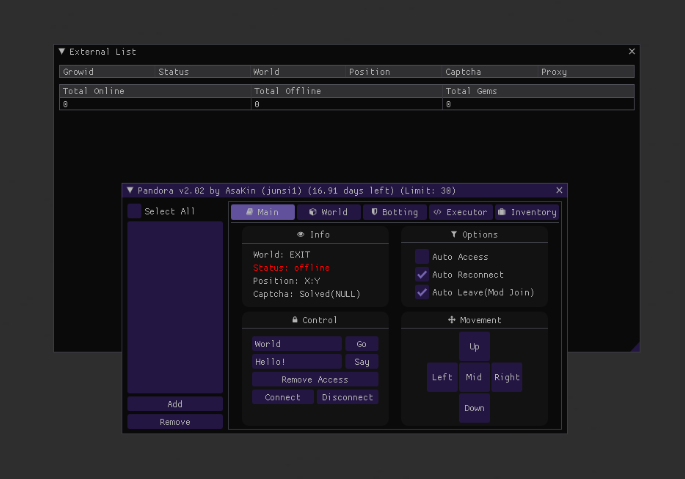 External List
Growid Status World Position Captcha Proxy
Total Online Total Offline Total Gems
0 0 0
Pandora v2.02 by AsaKin (junsi1) (16.91 days left) (Limit: 30)
Select All
Main World Botting Executor Inventory
Info
World: EXIT
Status: offline
Position: X:Y
Captcha: Solved(NULL)
Options
Auto Access
Auto Reconnect
Auto Leave(Mod Join)
Control
World Go
Hello! Say
Remove Access
Connect Disconnect
Movement
Up
Left Mid Right
Down
Add
Remove